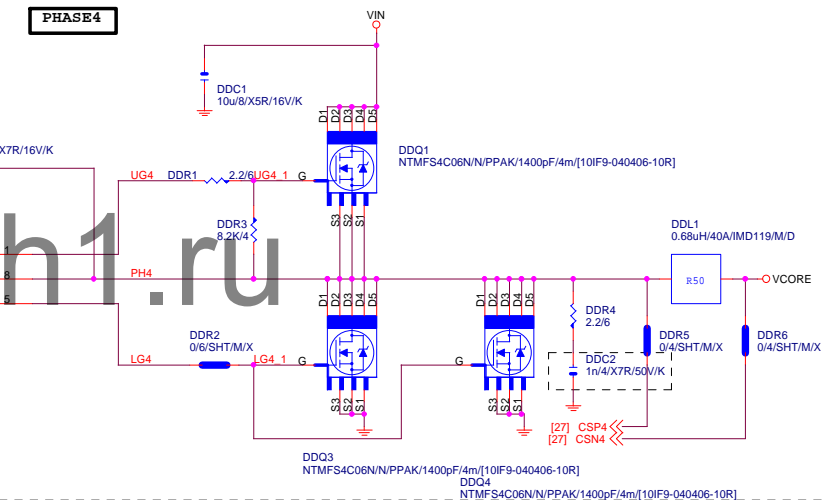 PHASE4
VIN
DDC1
10u/8/X5R/16V/K
D1
D2
D3
D4
D5
X7R/16V/K
DDQ1
NTMFS4C06N/N/PPAK/1400pF/4m/[10IF9-040406-10R]
UG4
DDR1
2.2/6
UG4_1
G
DDR3
8.2K/4
S3
S2
S1
h1.ru
1
8
5
PH4
DDL1
0.68uH/40A/IMD119/M/D
R50
VCORE
D1
D2
D3
D4
D5
D1
D2
D3
D4
D5
DDR4
2.2/6
DDR2
0/6/SHT/M/X
DDR5
0/4/SHT/M/X
DDR6
0/4/SHT/M/X
LG4
LG4_1
G
G
DDC2
1n/4/X7R/50V/K
S3
S2
S1
S3
S2
S1
[27] CSP4
[27] CSN4
DDQ3
NTMFS4C06N/N/PPAK/1400pF/4m/[10IF9-040406-10R]
DDQ4
NTMFS4C06N/N/PPAK/1400pF/4m/[10IF9-040406-10R]